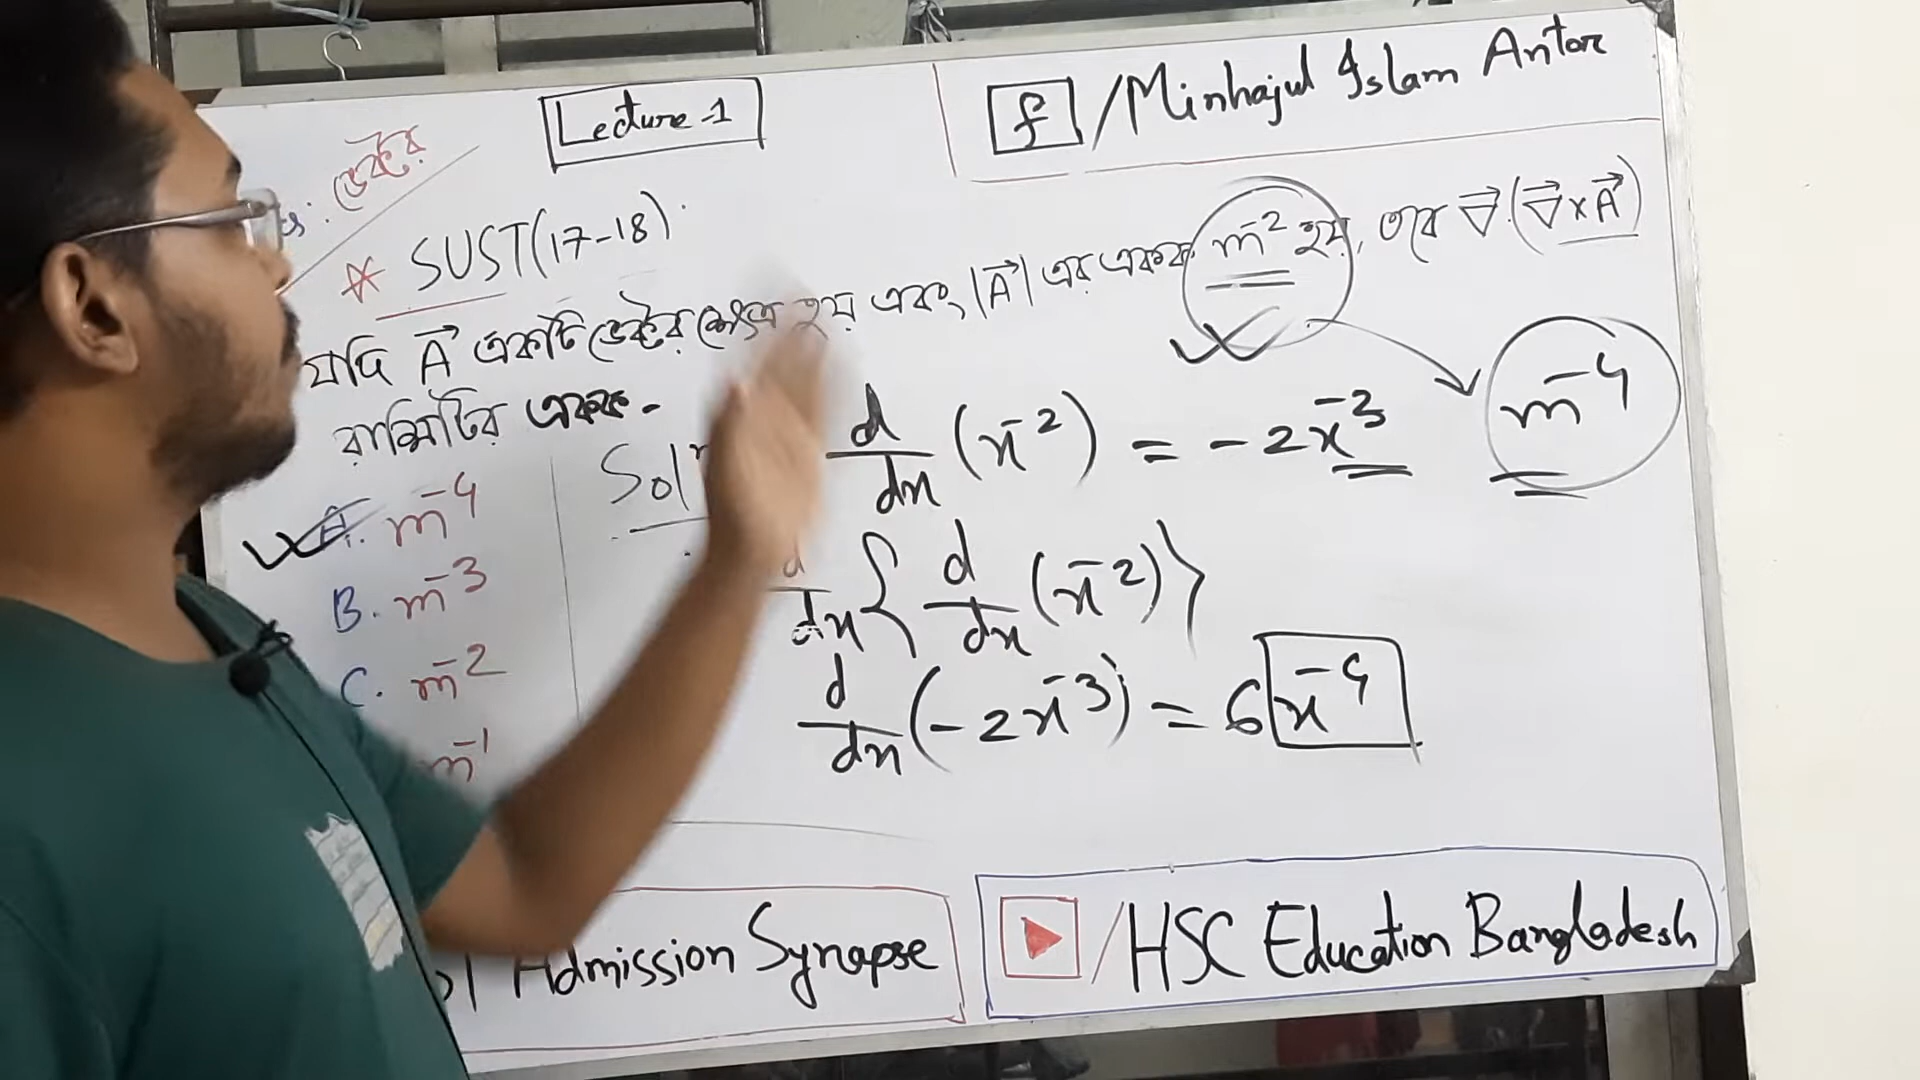 Lecture-1
f /Minhajul Islam Antor
: ভেক্টর
* SUST(17-18)
যদি A⃗ একটি ভেক্টর ক্ষেত্র হয় এবং |A⃗| এর একক m⁻² হয়, তবে ∇⃗.(∇⃗×A⃗)
রাশিটির একক-
m⁻⁴
A. m⁻⁴
B. m⁻³
C. m⁻²
m⁻¹
Solⁿ
d/dx (x⁻²) = -2x⁻³
d/dx { d/dx (x⁻²) }
d/dx (-2x⁻³) = 6 x⁻⁴
Admission Synapse
/HSC Education Bangladesh